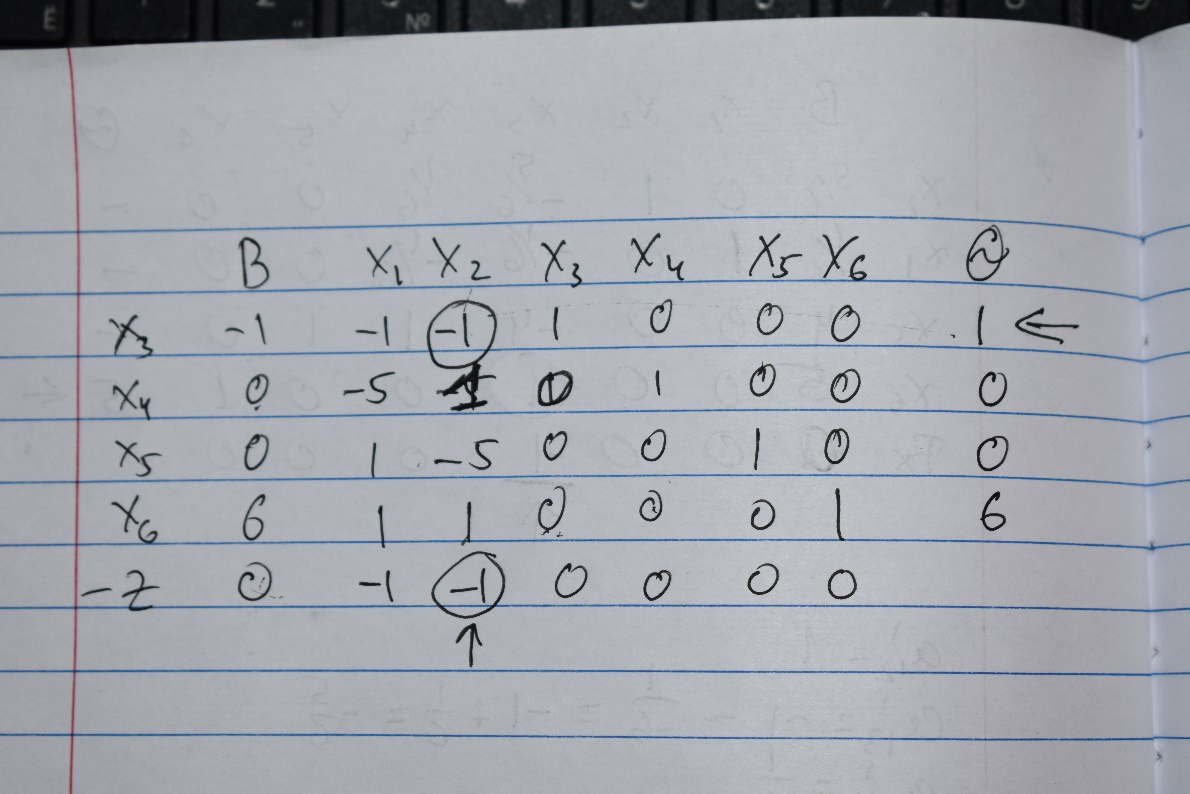 B X₁ X₂ X₃ X₄ X₅ X₆ Θ
X₃ -1 -1 -1 1 0 0 0 1 ←
X₄ 0 -5 1 0 1 0 0 0
X₅ 0 1 -5 0 0 1 0 0
X₆ 6 1 1 0 0 0 1 6
-Z 0 -1 -1 0 0 0 0
↑